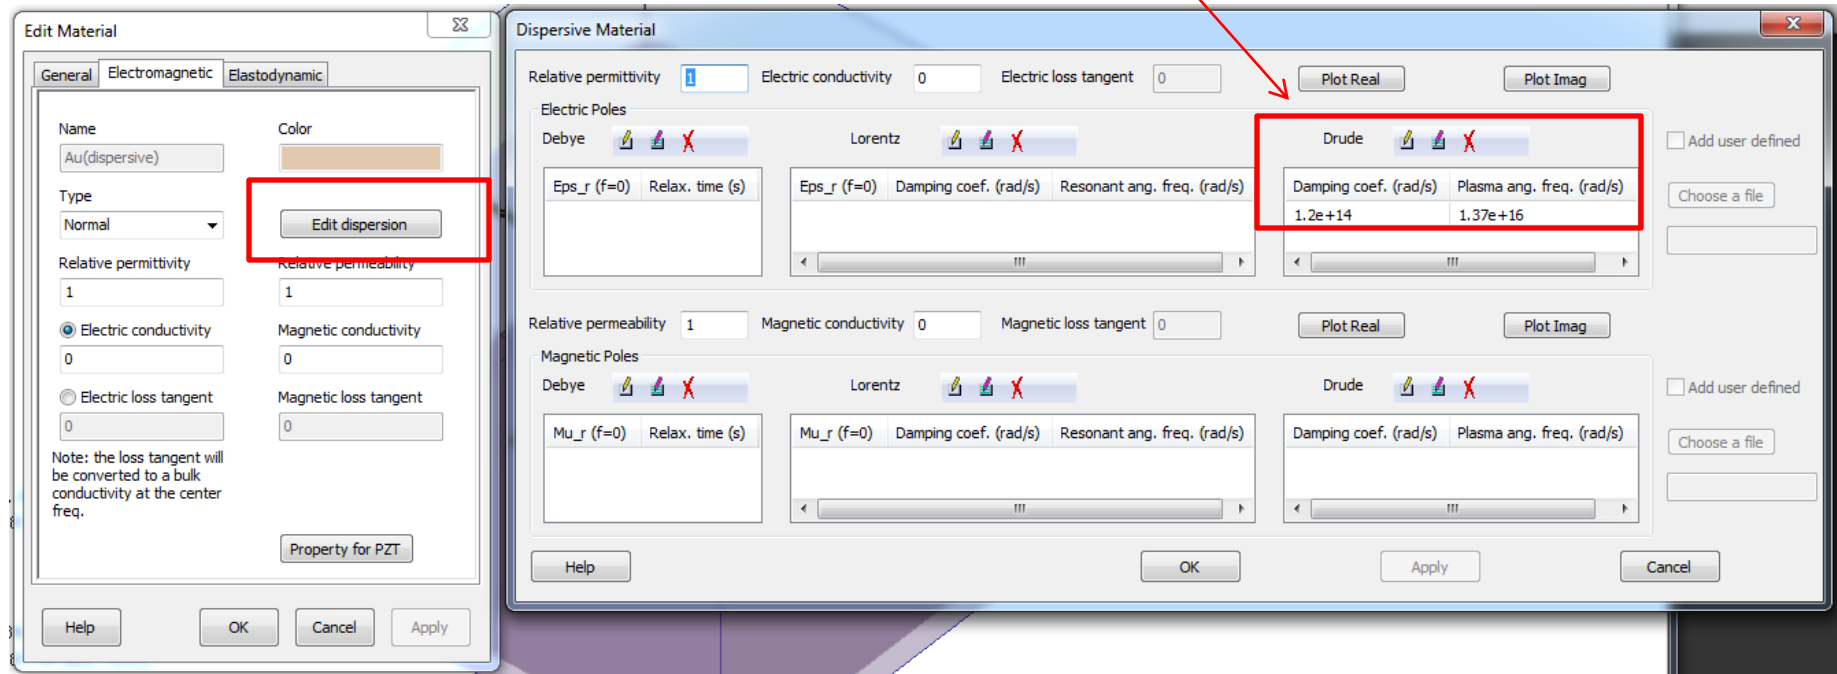 Edit Material
General Electromagnetic Elastodynamic
Name Color
Au(dispersive)
Type
Normal Edit dispersion
Relative permittivity Relative permeability
1 1
Electric conductivity Magnetic conductivity
0 0
Electric loss tangent Magnetic loss tangent
0 0
Note: the loss tangent will
be converted to a bulk
conductivity at the center
freq.
Property for PZT
Help OK Cancel Apply
Dispersive Material
Relative permittivity 1 Electric conductivity 0 Electric loss tangent 0 Plot Real Plot Imag
Electric Poles
Debye Lorentz Drude Add user defined
Eps_r (f=0) Relax. time (s) Eps_r (f=0) Damping coef. (rad/s) Resonant ang. freq. (rad/s) Damping coef. (rad/s) Plasma ang. freq. (rad/s) Choose a file
1.2e+14 1.37e+16
Relative permeability 1 Magnetic conductivity 0 Magnetic loss tangent 0 Plot Real Plot Imag
Magnetic Poles
Debye Lorentz Drude Add user defined
Mu_r (f=0) Relax. time (s) Mu_r (f=0) Damping coef. (rad/s) Resonant ang. freq. (rad/s) Damping coef. (rad/s) Plasma ang. freq. (rad/s) Choose a file
Help OK Apply Cancel